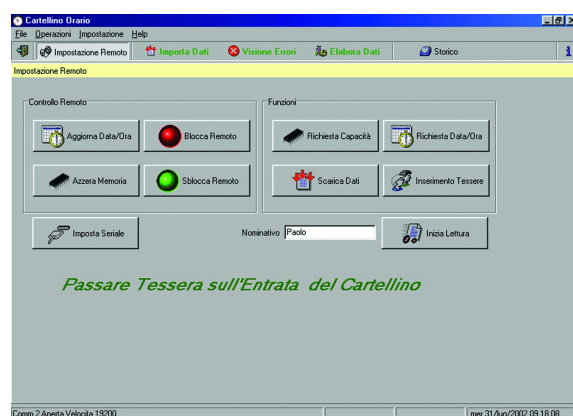 Cartellino Orario
File Operazioni Impostazione Help
Impostazione Remoto Importa Dati Visione Errori Elabora Dati Storico
Impostazione Remoto
Controllo Remoto Funzioni
Aggiorna Data/Ora Blocca Remoto Richiesta Capacità Richiesta Data/Ora
Azzera Memoria Sblocca Remoto Scarica Dati Inserimento Tessere
Imposta Seriale Nominativo Paolo Inizia Lettura
Passare Tessera sull'Entrata del Cartellino
Comm 2 Aperta Velocita 19200 mer 31/lug/2002 09.18.08